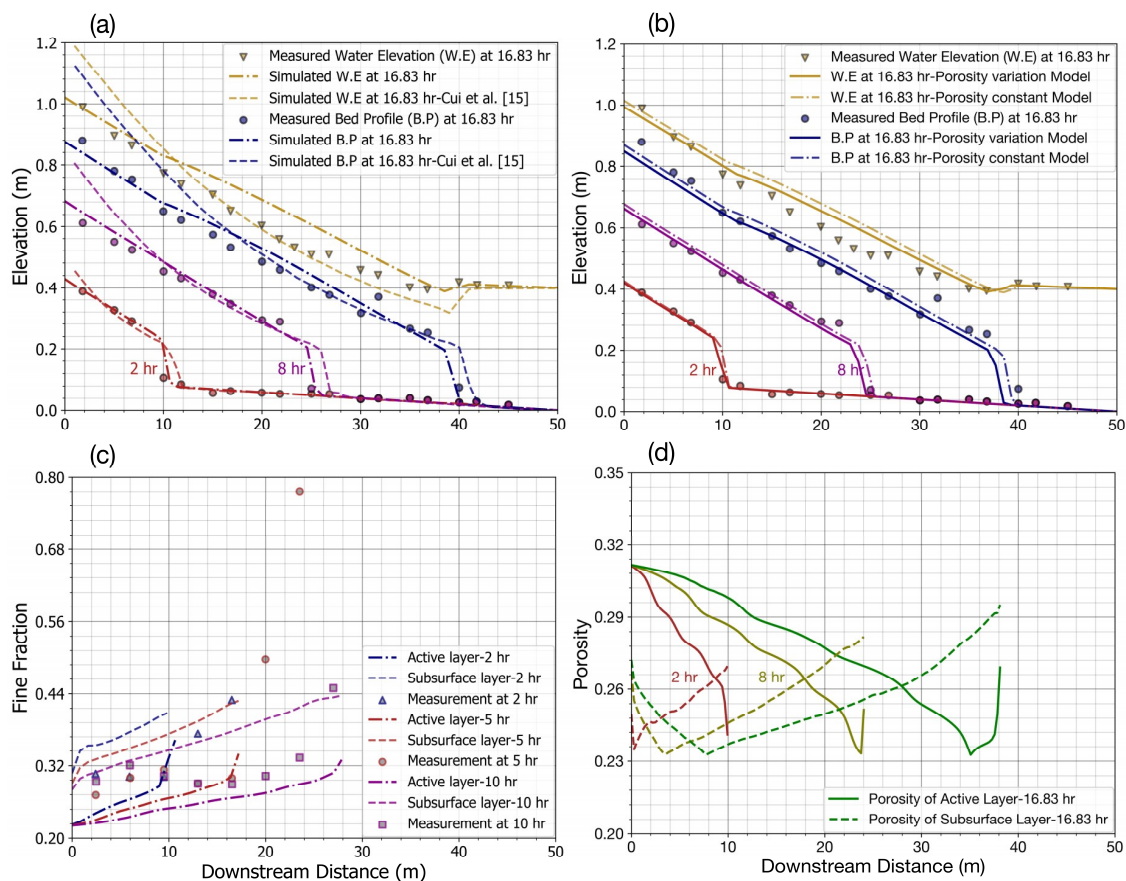 (a)
1.2
1.0
0.8
0.6
0.4
0.2
0.0
Elevation (m)
Measured Water Elevation (W.E) at 16.83 hr
Simulated W.E at 16.83 hr
Simulated W.E at 16.83 hr-Cui et al. [15]
Measured Bed Profile (B.P) at 16.83 hr
Simulated B.P at 16.83 hr
Simulated B.P at 16.83 hr-Cui et al. [15]
2 hr
8 hr
0 10 20 30 40 50
(b)
1.2
1.0
0.8
0.6
0.4
0.2
0.0
Elevation (m)
Measured Water Elevation (W.E) at 16.83 hr
W.E at 16.83 hr-Porosity variation Model
W.E at 16.83 hr-Porosity constant Model
Measured Bed Profile (B.P) at 16.83 hr
B.P at 16.83 hr-Porosity variation Model
B.P at 16.83 hr-Porosity constant Model
2 hr
8 hr
0 10 20 30 40 50
(c)
0.80
0.68
0.56
0.44
0.32
0.20
Fine Fraction
Active layer-2 hr
Subsurface layer-2 hr
Measurement at 2 hr
Active layer-5 hr
Subsurface layer-5 hr
Measurement at 5 hr
Active layer-10 hr
Subsurface layer-10 hr
Measurement at 10 hr
0 10 20 30 40 50
Downstream Distance (m)
(d)
0.35
0.32
0.29
0.26
0.23
0.20
Porosity
2 hr
8 hr
Porosity of Active Layer-16.83 hr
Porosity of Subsurface Layer-16.83 hr
0 10 20 30 40 50
Downstream Distance (m)